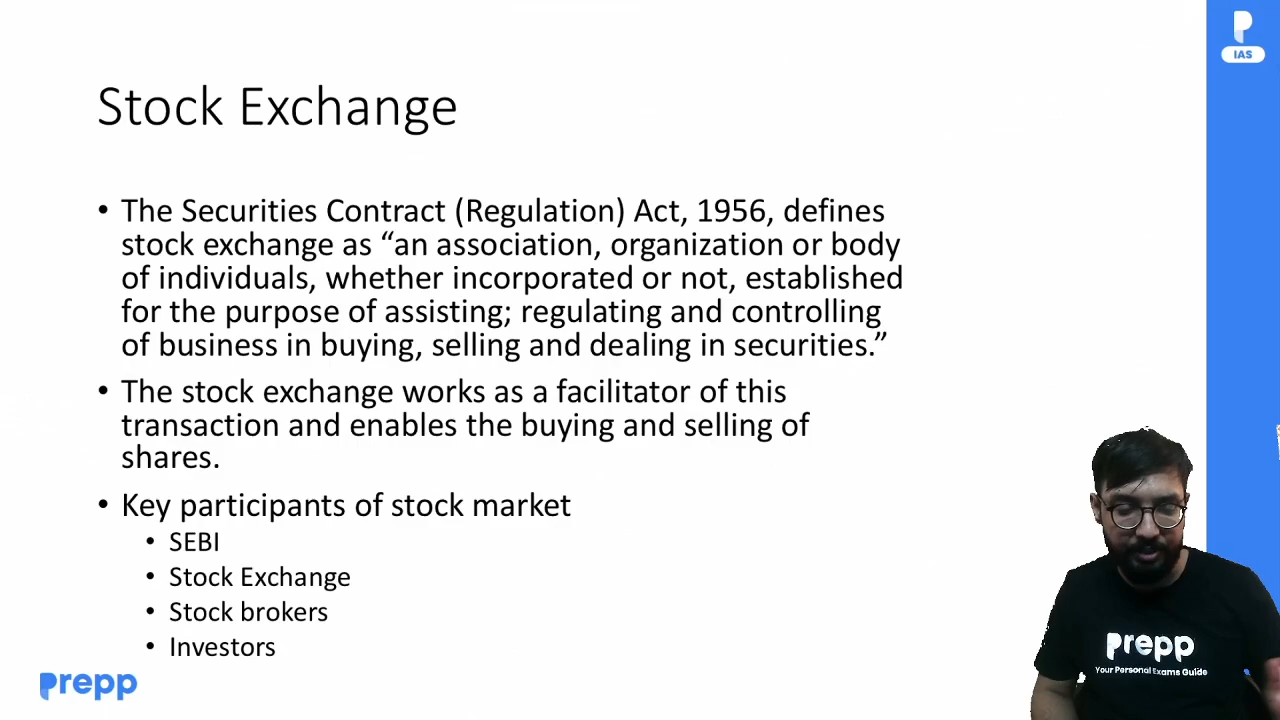 IAS
Stock Exchange
• The Securities Contract (Regulation) Act, 1956, defines
stock exchange as “an association, organization or body
of individuals, whether incorporated or not, established
for the purpose of assisting; regulating and controlling
of business in buying, selling and dealing in securities.”
• The stock exchange works as a facilitator of this
transaction and enables the buying and selling of
shares.
• Key participants of stock market
• SEBI
• Stock Exchange
• Stock brokers
• Investors
prepp
prepp
Your Personal Exams Guide